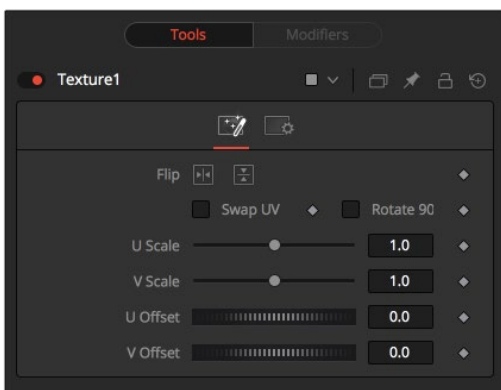 Tools Modifiers
Texture1
Flip
Swap UV Rotate 90
U Scale 1.0
V Scale 1.0
U Offset 0.0
V Offset 0.0